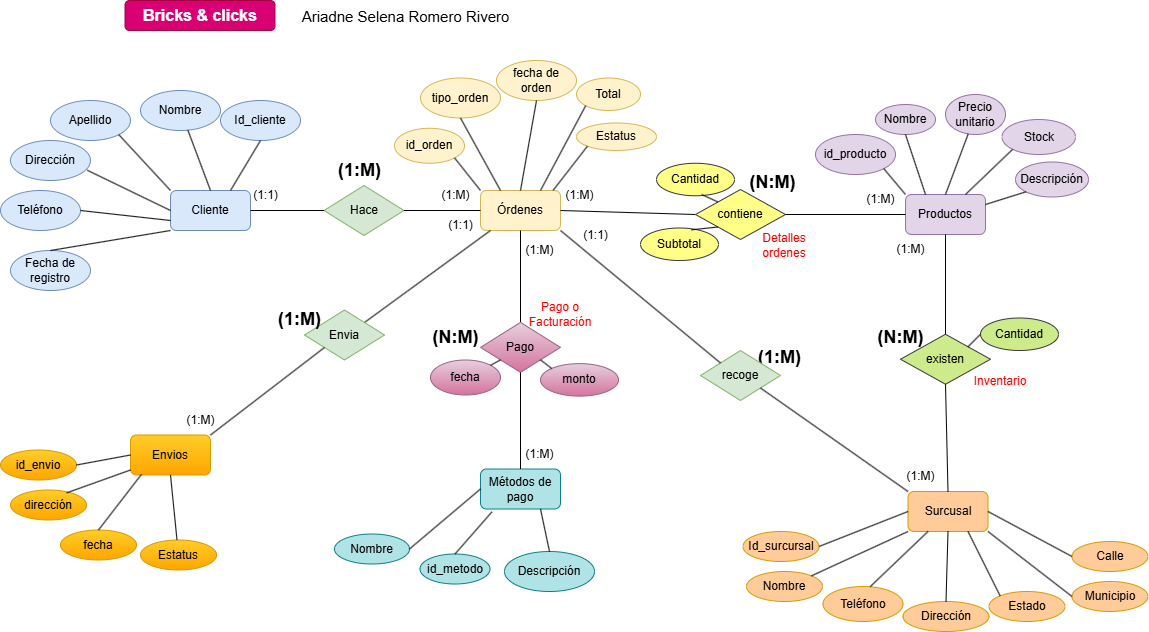 Bricks & clicks
Ariadne Selena Romero Rivero
Apellido
Nombre
Id_cliente
Dirección
Teléfono
Fecha de
registro
Cliente
(1:1)
(1:M)
Hace
(1:M)
tipo_orden
fecha de
orden
Total
Estatus
id_orden
Órdenes
(1:M)
(1:1)
(1:M)
(1:1)
Cantidad
(N:M)
contiene
Subtotal
Detalles
ordenes
(1:M)
Nombre
Precio
unitario
Stock
id_producto
Descripción
Productos
(1:M)
(1:M)
Envia
(N:M)
Pago o
Facturación
Pago
fecha
monto
(1:M)
recoge
(N:M)
Cantidad
existen
Inventario
(1:M)
Envios
id_envio
dirección
fecha
Estatus
(1:M)
Métodos de
pago
Nombre
id_metodo
Descripción
(1:M)
Surcusal
Id_surcursal
Nombre
Teléfono
Dirección
Estado
Municipio
Calle